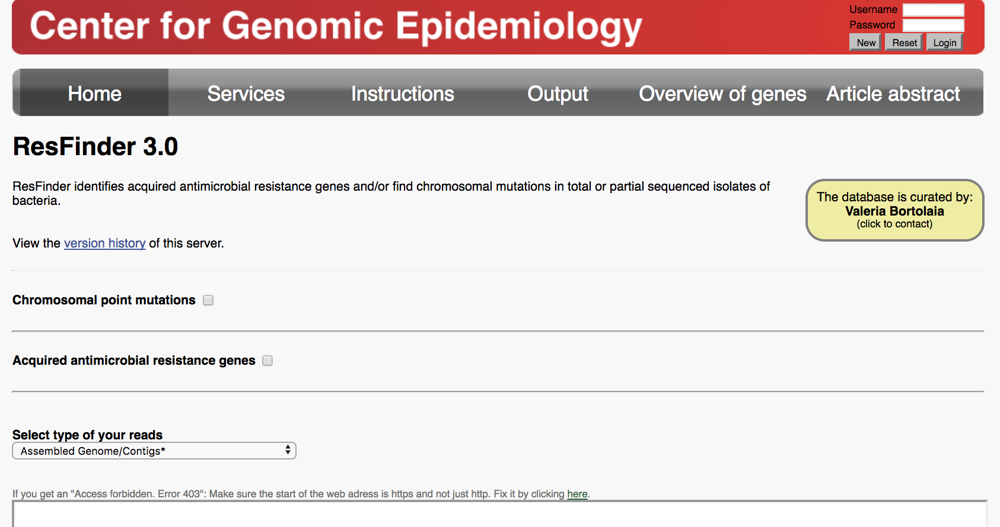 Center for Genomic Epidemiology
Username
Password
New Reset Login
Home Services Instructions Output Overview of genes Article abstract
ResFinder 3.0
ResFinder identifies acquired antimicrobial resistance genes and/or find chromosomal mutations in total or partial sequenced isolates of
bacteria.
The database is curated by:
Valeria Bortolaia
(click to contact)
View the version history of this server.
Chromosomal point mutations
Acquired antimicrobial resistance genes
Select type of your reads
Assembled Genome/Contigs*
If you get an "Access forbidden. Error 403": Make sure the start of the web adress is https and not just http. Fix it by clicking here.